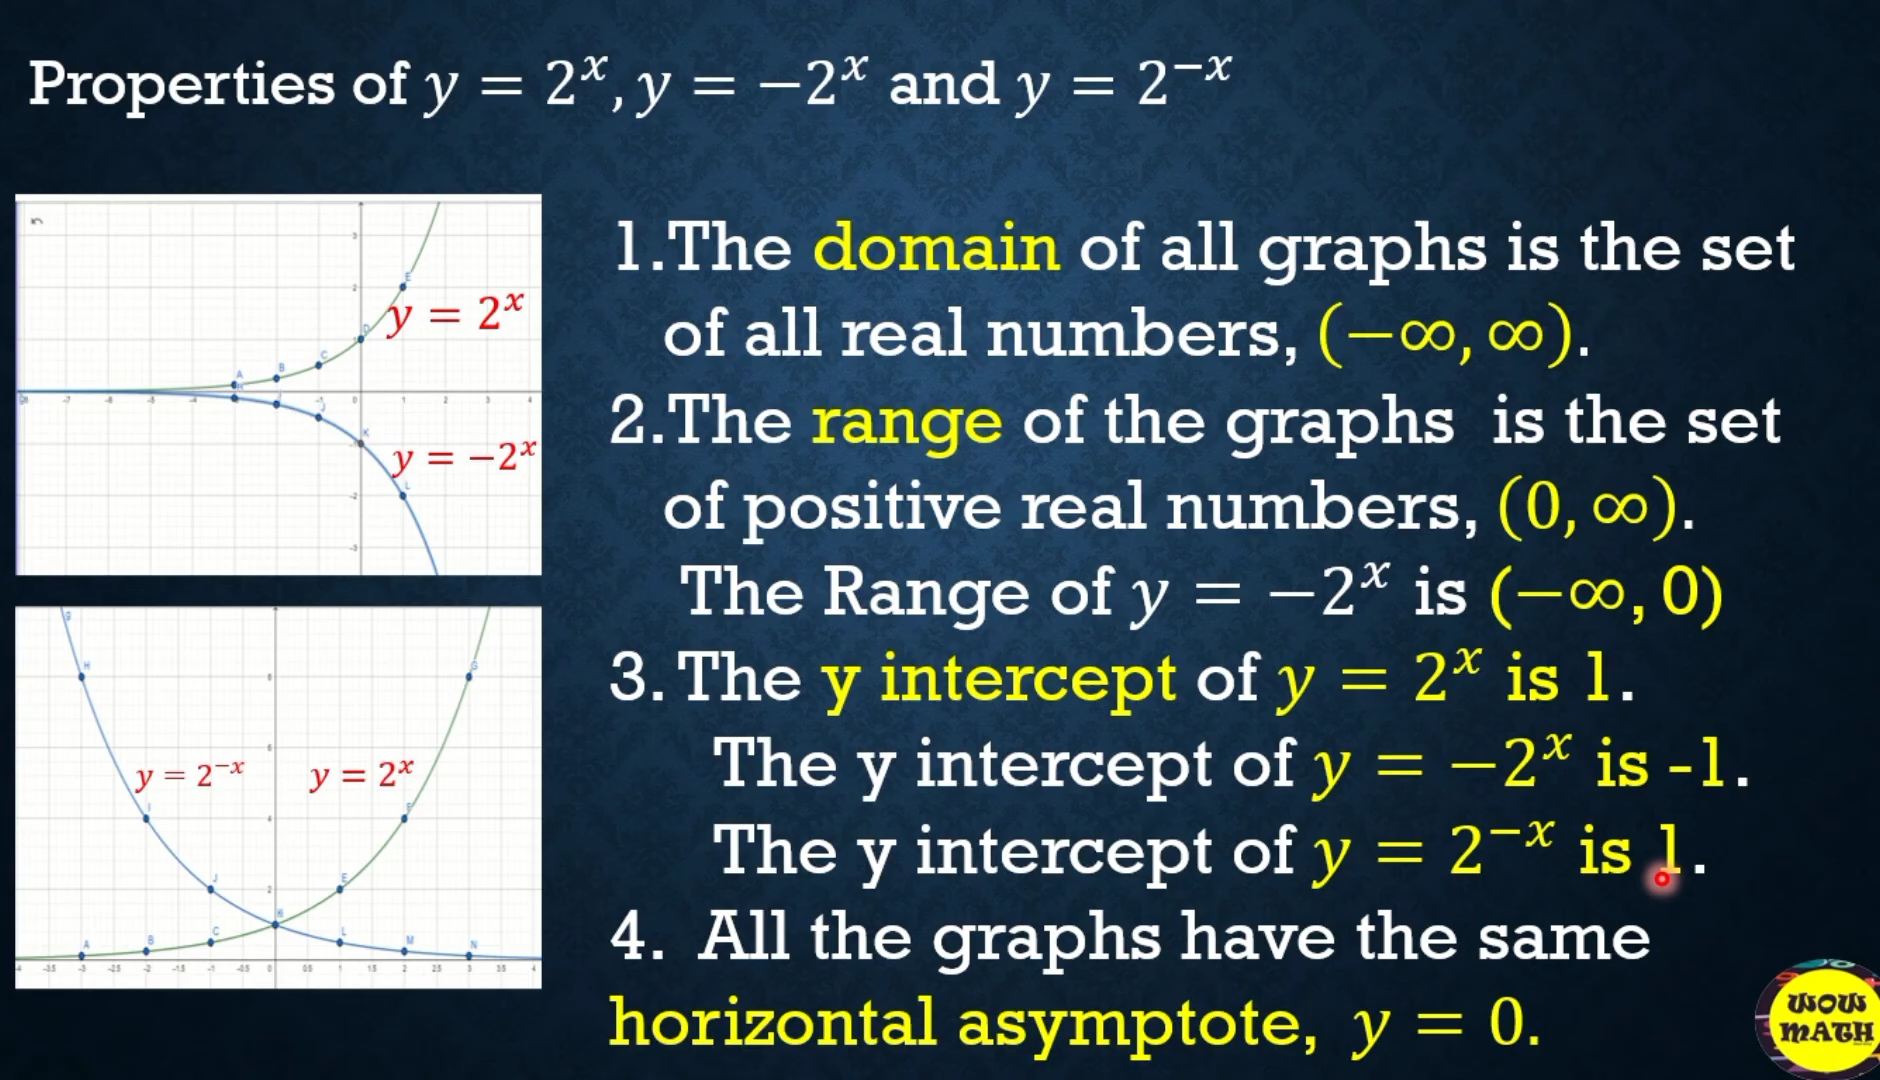 Properties of y = 2^x, y = −2^x and y = 2^−x
y = 2^x
y = −2^x
y = 2^−x
y = 2^x
1.The domain of all graphs is the set
of all real numbers, (−∞, ∞).
2.The range of the graphs is the set
of positive real numbers, (0, ∞).
The Range of y = −2^x is (−∞, 0)
3. The y intercept of y = 2^x is 1.
The y intercept of y = −2^x is -1.
The y intercept of y = 2^−x is 1.
4. All the graphs have the same
horizontal asymptote, y = 0.
WOW
MATH